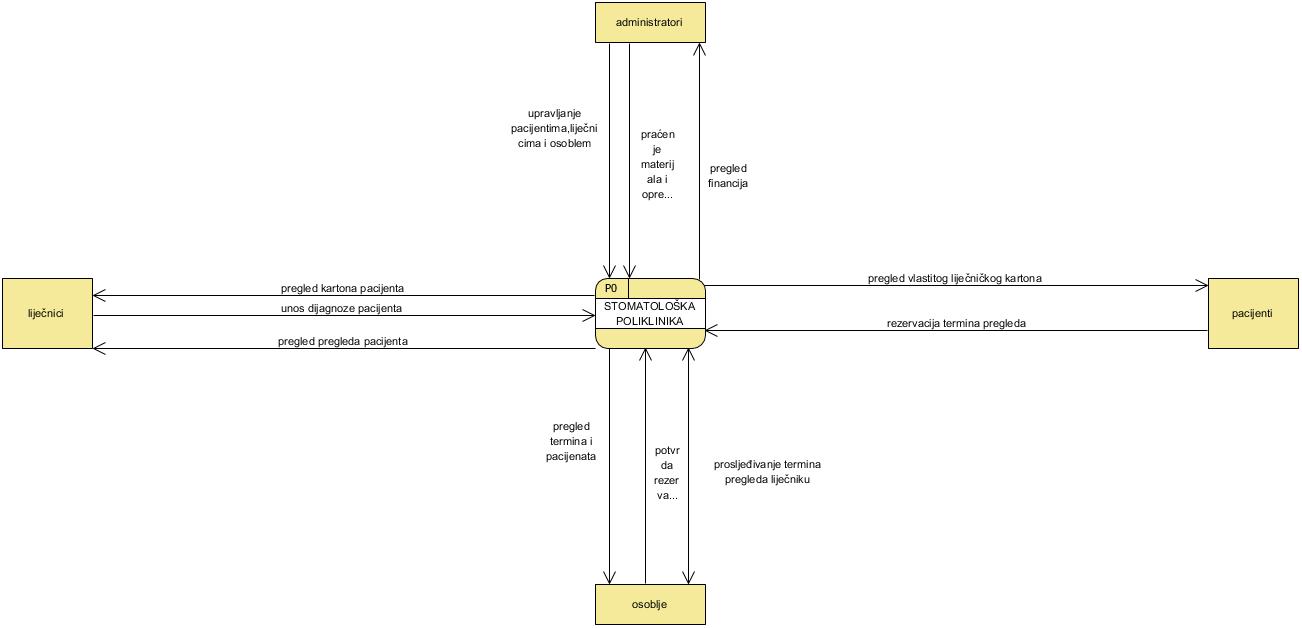 administratori
upravljanje
pacijentima,liječni
cima i osoblem
praćen
je
materij
ala i
opre...
pregled
financija
liječnici
pregled kartona pacijenta
unos dijagnoze pacijenta
pregled pregleda pacijenta
P0
STOMATOLOŠKA
POLIKLINIKA
pregled vlastitog liječničkog kartona
rezervacija termina pregleda
pacijenti
pregled
termina i
pacijenata
potvr
da
rezer
va...
prosljeđivanje termina
pregleda liječniku
osoblje